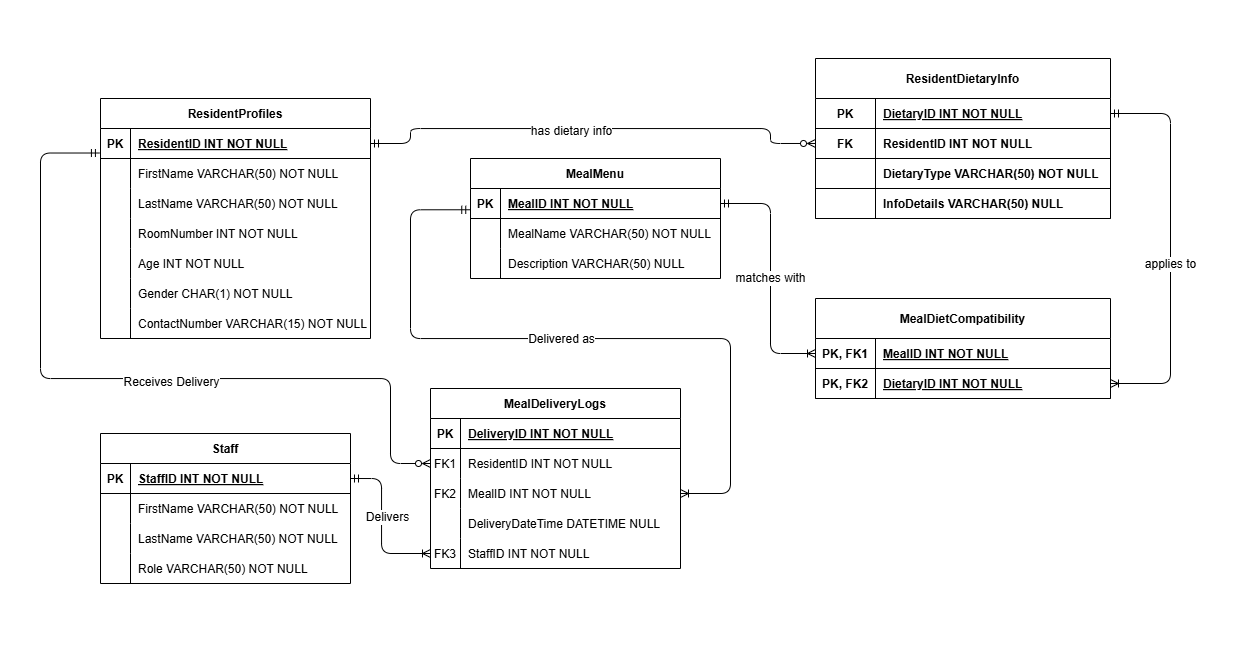 ResidentProfiles
PK ResidentID INT NOT NULL
FirstName VARCHAR(50) NOT NULL
LastName VARCHAR(50) NOT NULL
RoomNumber INT NOT NULL
Age INT NOT NULL
Gender CHAR(1) NOT NULL
ContactNumber VARCHAR(15) NOT NULL
has dietary info
MealMenu
PK MealID INT NOT NULL
MealName VARCHAR(50) NOT NULL
Description VARCHAR(50) NULL
ResidentDietaryInfo
PK DietaryID INT NOT NULL
FK ResidentID INT NOT NULL
DietaryType VARCHAR(50) NOT NULL
InfoDetails VARCHAR(50) NULL
matches with
applies to
MealDietCompatibility
PK, FK1 MealID INT NOT NULL
PK, FK2 DietaryID INT NOT NULL
Delivered as
Receives Delivery
MealDeliveryLogs
PK DeliveryID INT NOT NULL
FK1 ResidentID INT NOT NULL
FK2 MealID INT NOT NULL
DeliveryDateTime DATETIME NULL
FK3 StaffID INT NOT NULL
Staff
PK StaffID INT NOT NULL
FirstName VARCHAR(50) NOT NULL
LastName VARCHAR(50) NOT NULL
Role VARCHAR(50) NOT NULL
Delivers